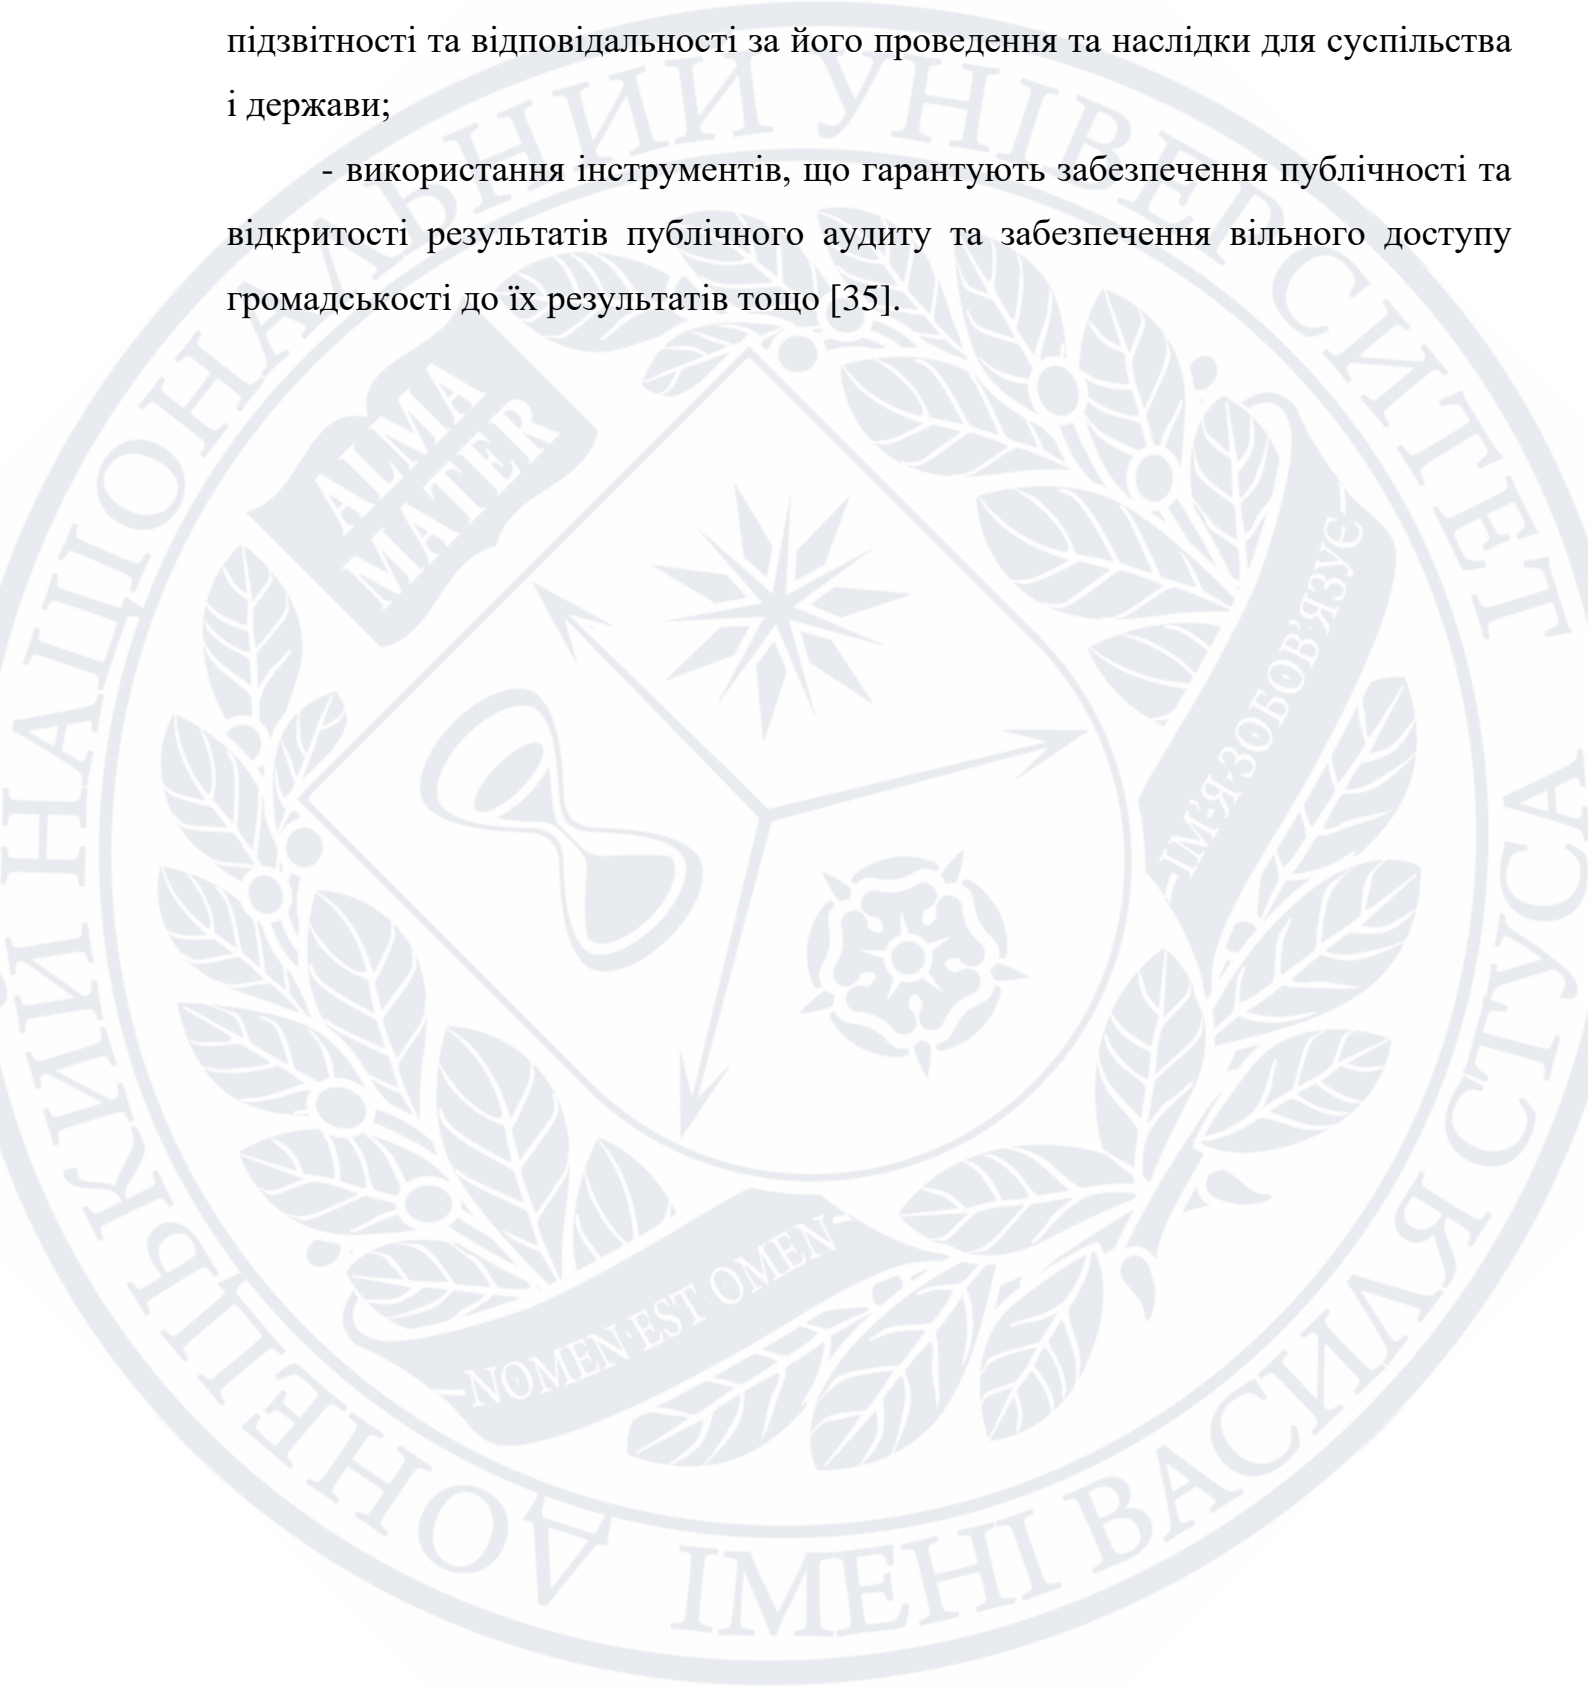 підзвітності та відповідальності за його проведення та наслідки для суспільства
і держави;
- використання інструментів, що гарантують забезпечення публічності та
відкритості результатів публічного аудиту та забезпечення вільного доступу
громадськості до їх результатів тощо [35].
ДОНЕЦЬКИЙ НАЦІОНАЛЬНИЙ УНІВЕРСИТЕТ
ІМЕНІ ВАСИЛЯ СТУСА
ALMA
MATER
ІМ'Я·ЗОБОВ'ЯЗУЄ
NOMEN·EST·OMEN